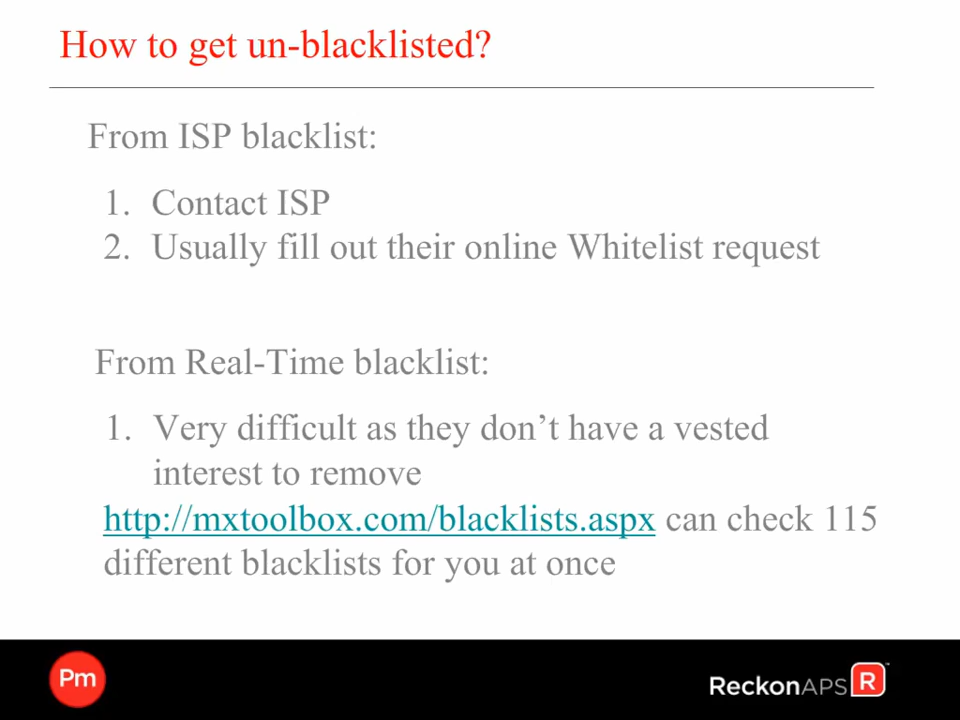 How to get un-blacklisted?
From ISP blacklist:
1. Contact ISP
2. Usually fill out their online Whitelist request
From Real-Time blacklist:
1. Very difficult as they don’t have a vested
interest to remove
http://mxtoolbox.com/blacklists.aspx can check 115
different blacklists for you at once
Pm
ReckonAPS R ™